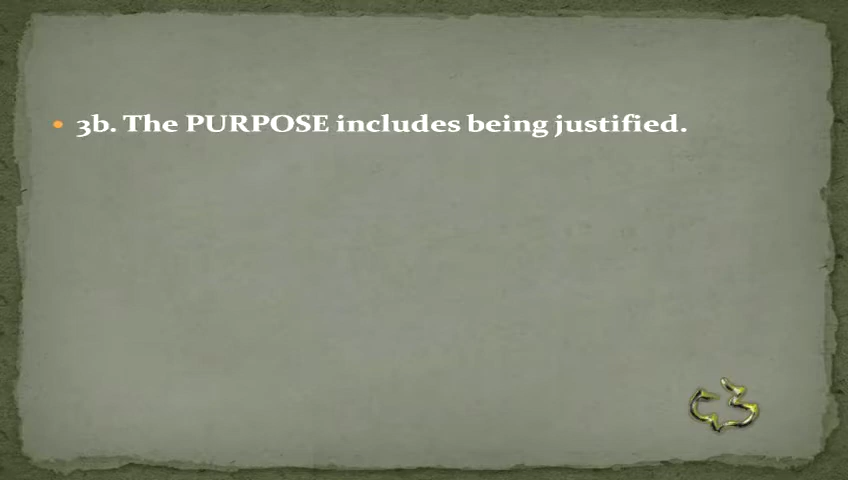 • 3b. The PURPOSE includes being justified.